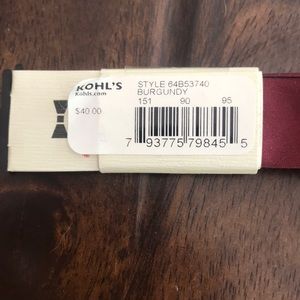 KOHL'S
Kohls.com
$40.00
STYLE 64B53740
BURGUNDY
151 90 95
7 93775 79845 5